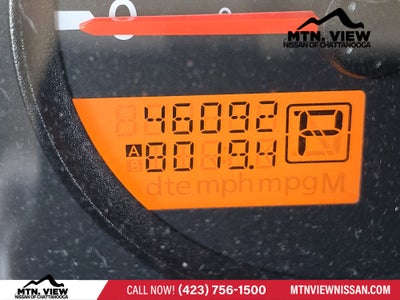 0
MTN. VIEW
NISSAN OF CHATTANOOGA
46092
A 8019.4
P
B
dte mph mpg M
MTN. VIEW
NISSAN OF CHATTANOOGA
CALL NOW! (423) 756-1500
MTNVIEWNISSAN.COM